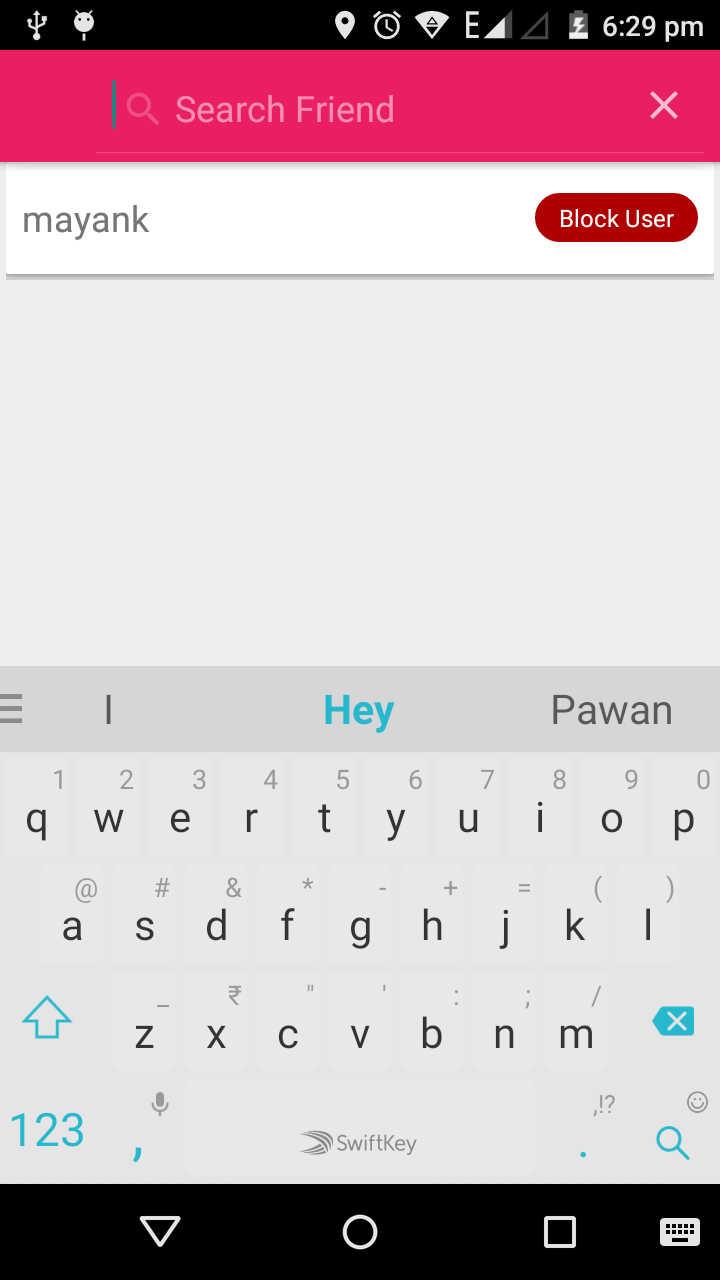 E 6:29 pm
Search Friend
mayank Block User
I Hey Pawan
1 2 3 4 5 6 7 8 9 0
q w e r t y u i o p
@ # & * - + = ( )
a s d f g h j k l
_ ₹ " ' : ; /
z x c v b n m
,!?
123 , SwiftKey .